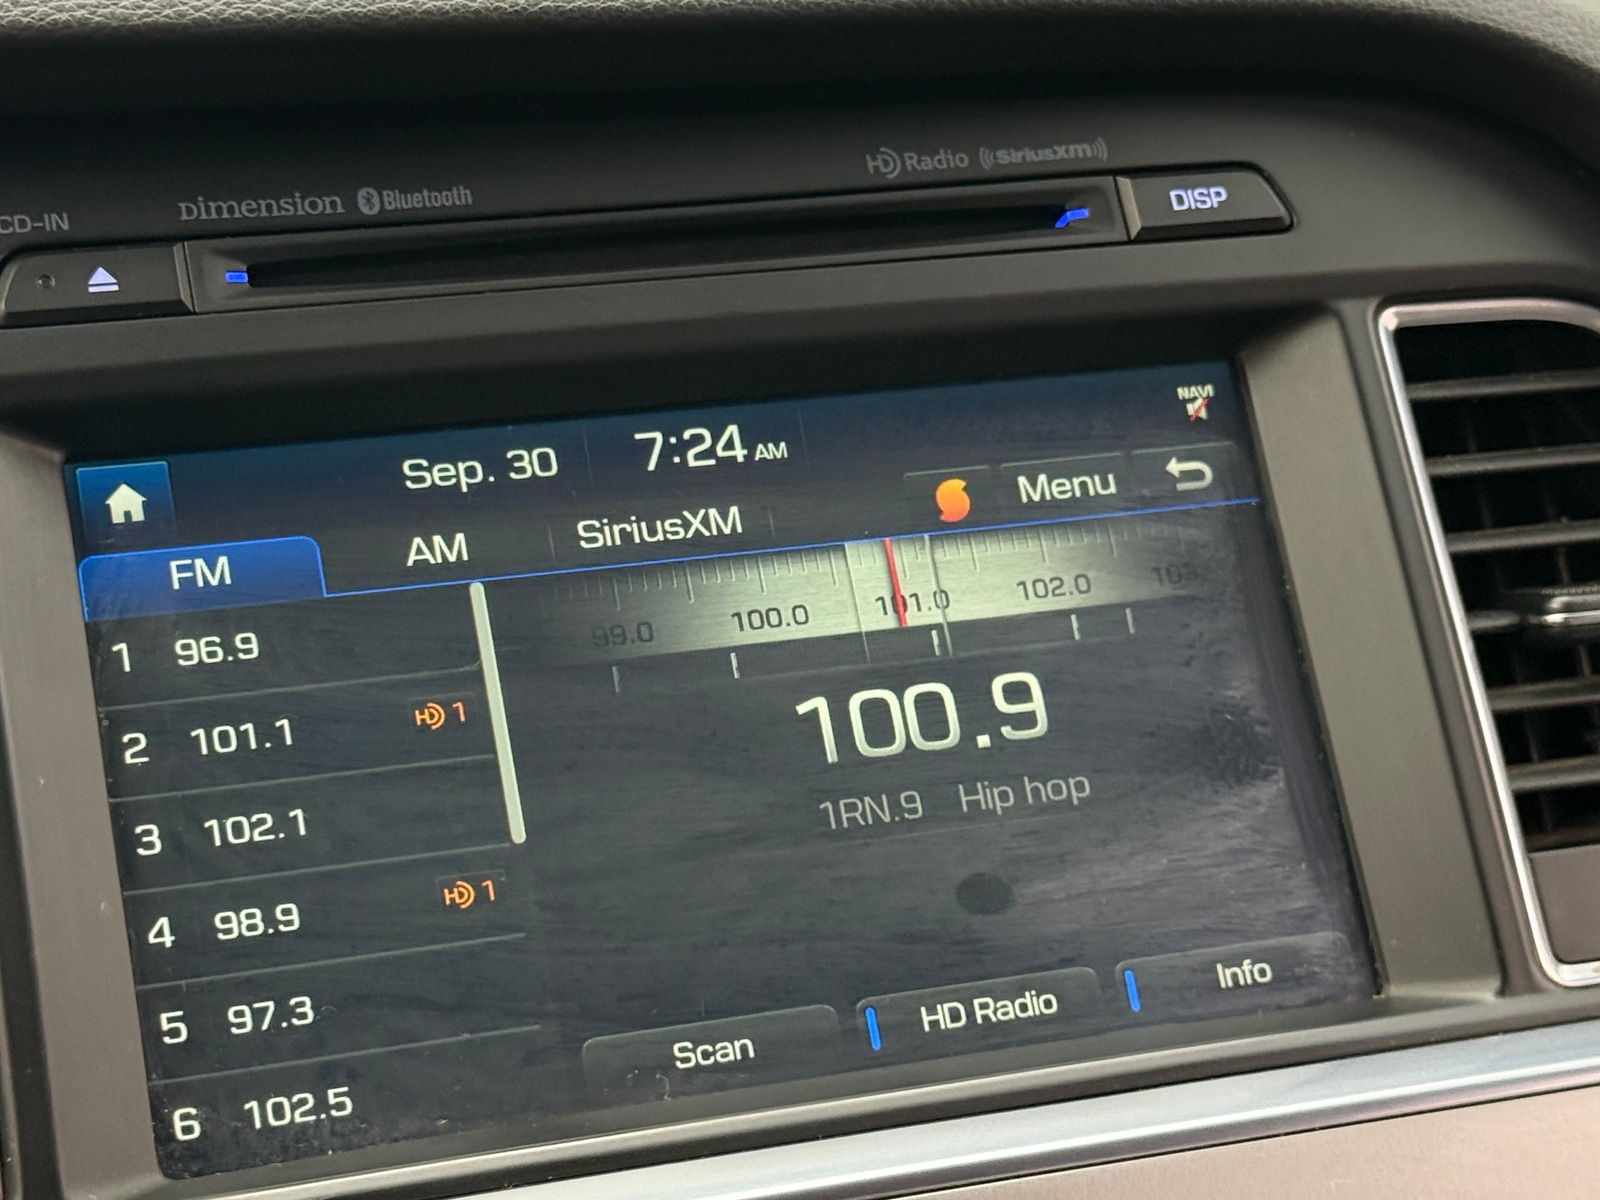 HD Radio ((SiriusXM))
CD-IN Dimension Bluetooth
DISP
NAVI
Sep. 30 7:24 AM
Menu
FM AM SiriusXM
99.0 100.0 101.0 102.0 103
1 96.9
2 101.1 HD 1
3 102.1
4 98.9 HD 1
5 97.3
6 102.5
100.9
1RN.9 Hip hop
Scan HD Radio Info